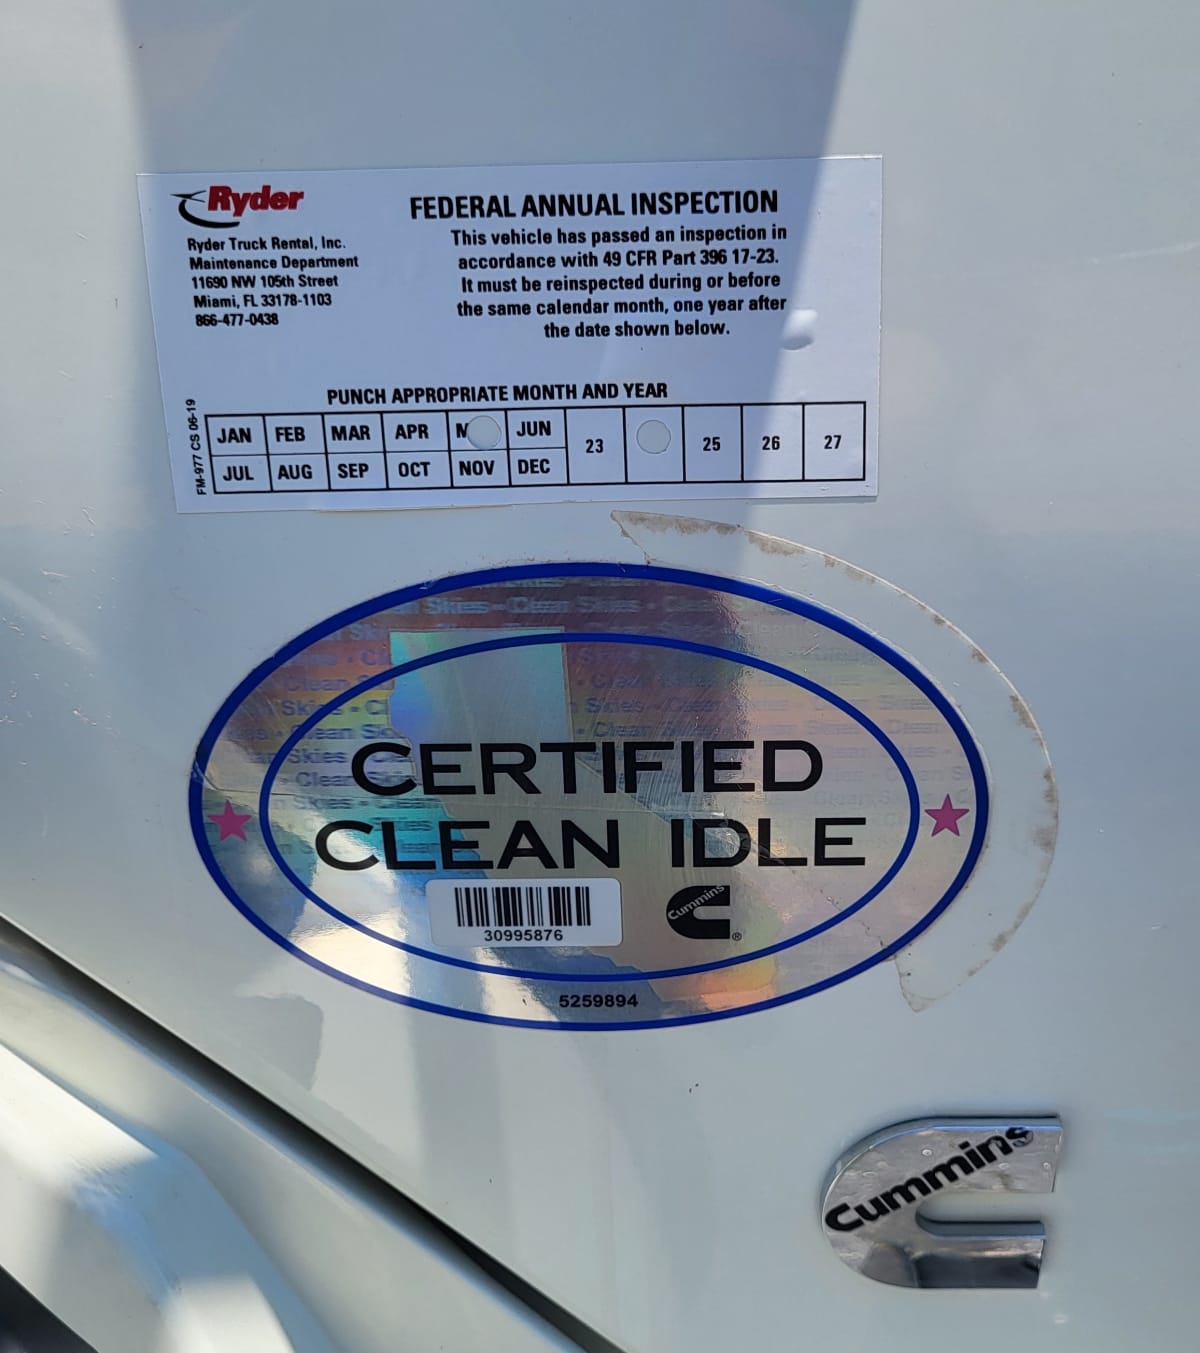 Ryder
Ryder Truck Rental, Inc.
Maintenance Department
11690 NW 105th Street
Miami, FL 33178-1103
866-477-0438
FEDERAL ANNUAL INSPECTION
This vehicle has passed an inspection in
accordance with 49 CFR Part 396 17-23.
It must be reinspected during or before
the same calendar month, one year after
the date shown below.
PUNCH APPROPRIATE MONTH AND YEAR
FM-977 CS 06-19
JAN FEB MAR APR M JUN 23 25 26 27
JUL AUG SEP OCT NOV DEC
CERTIFIED
CLEAN IDLE
30995876
Cummins
®
5259894
Cummins